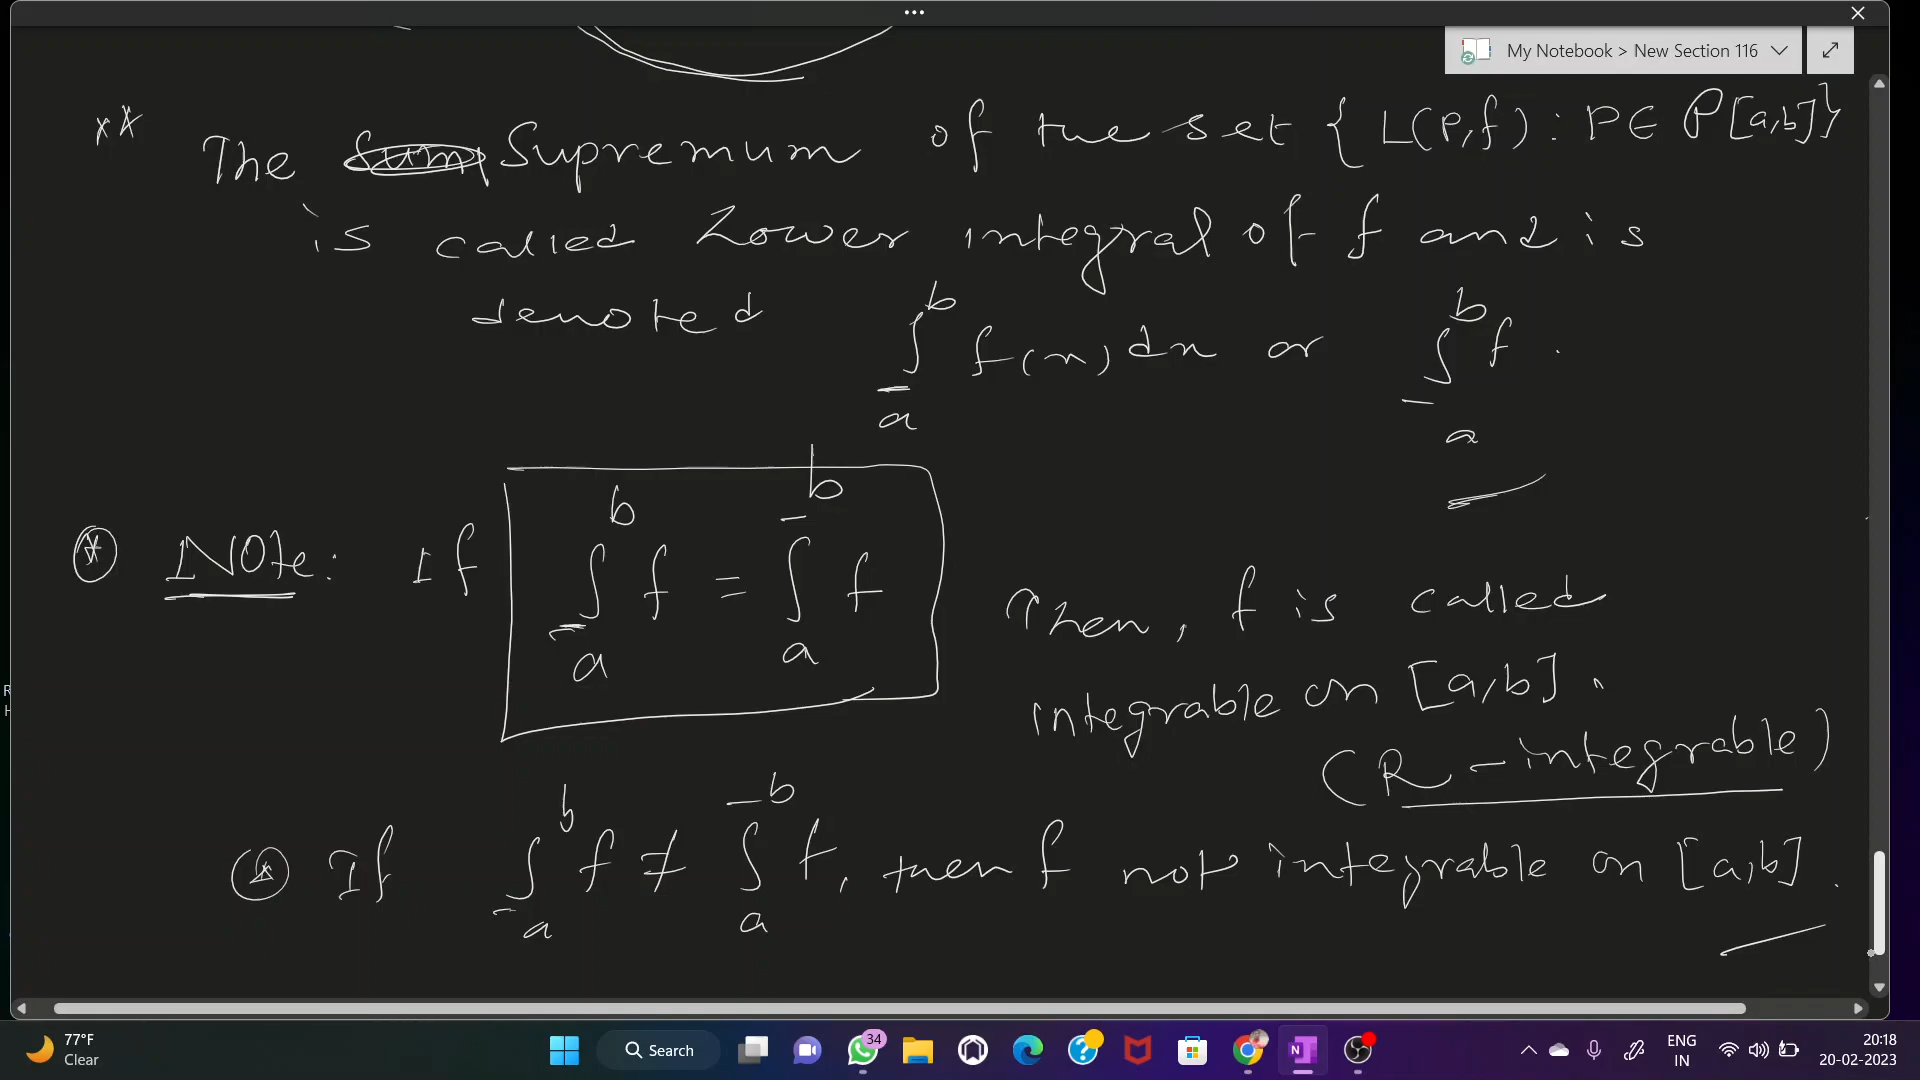 My Notebook > New Section 116
** The Supremum of the set { L(P,f) : P ∈ P[a,b]}
is called Lower integral of f and is
denoted ∫_a^b f(x) dx or ∫_a^b f .
⊛ NOte: If ∫_a^b f = ∫_a^b f Then, f is called
integrable on [a,b].
(R - integrable)
⊛ If ∫_a^b f ≠ ∫_a^b f, then f not integrable on [a,b].
77°F
Clear
Search
34
ENG
IN
20:18
20-02-2023